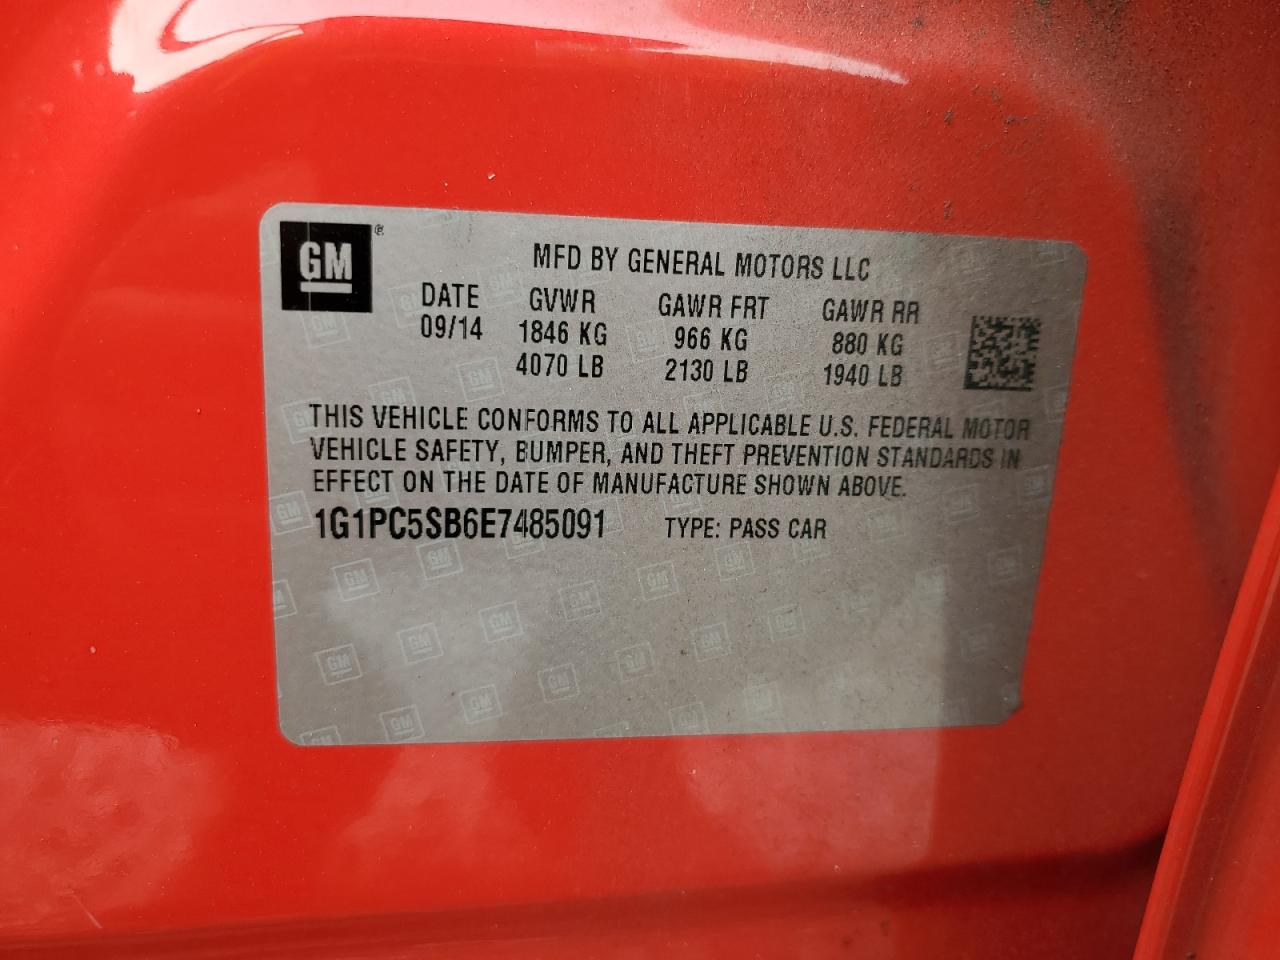 GM®
MFD BY GENERAL MOTORS LLC
DATE GVWR GAWR FRT GAWR RR
09/14 1846 KG 966 KG 880 KG
4070 LB 2130 LB 1940 LB
THIS VEHICLE CONFORMS TO ALL APPLICABLE U.S. FEDERAL MOTOR
VEHICLE SAFETY, BUMPER, AND THEFT PREVENTION STANDARDS IN
EFFECT ON THE DATE OF MANUFACTURE SHOWN ABOVE.
1G1PC5SB6E7485091 TYPE: PASS CAR